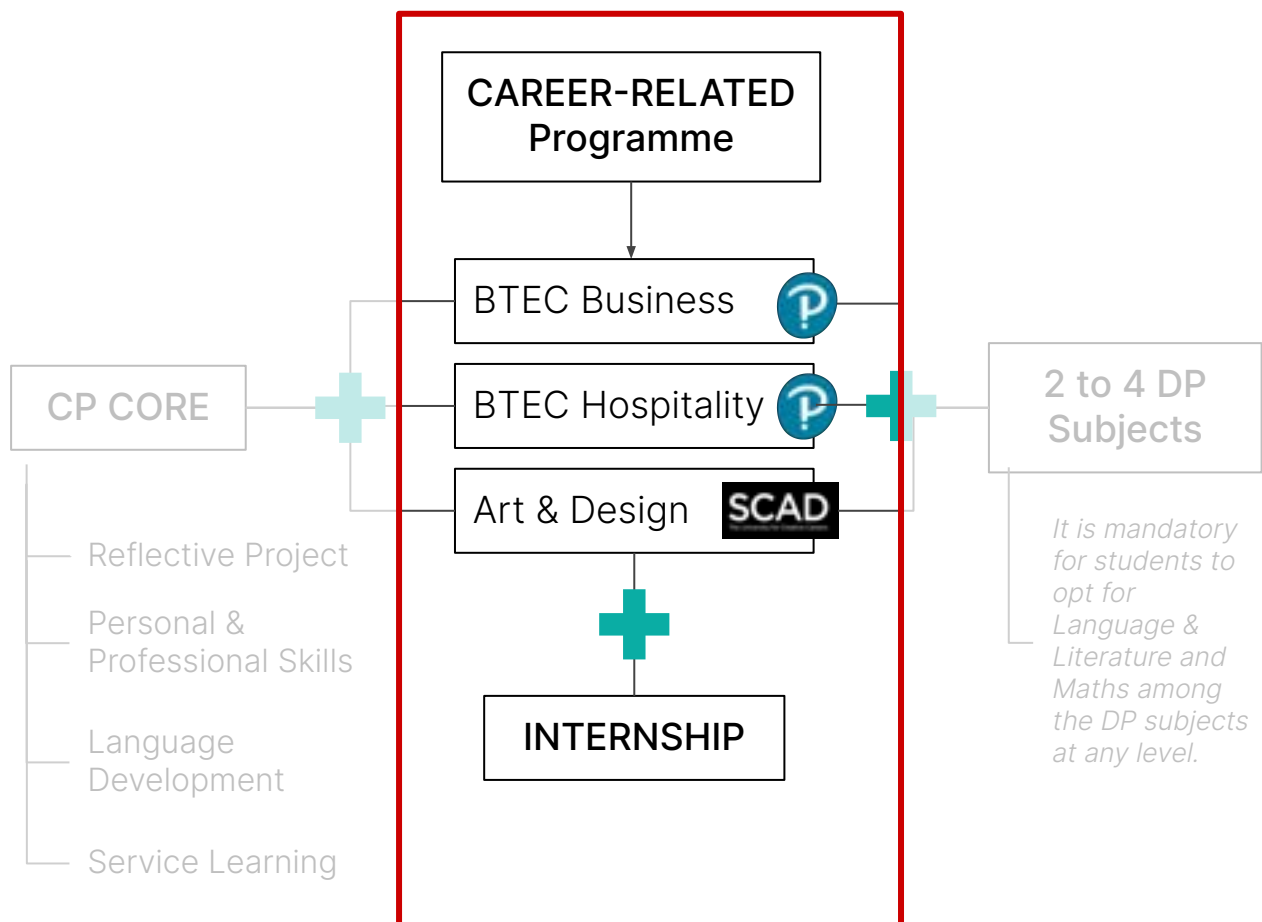 CAREER-RELATED
Programme
BTEC Business
BTEC Hospitality
Art & Design
SCAD
INTERNSHIP
CP CORE
Reflective Project
Personal &
Professional Skills
Language
Development
Service Learning
2 to 4 DP
Subjects
It is mandatory
for students to
opt for
Language &
Literature and
Maths among
the DP subjects
at any level.